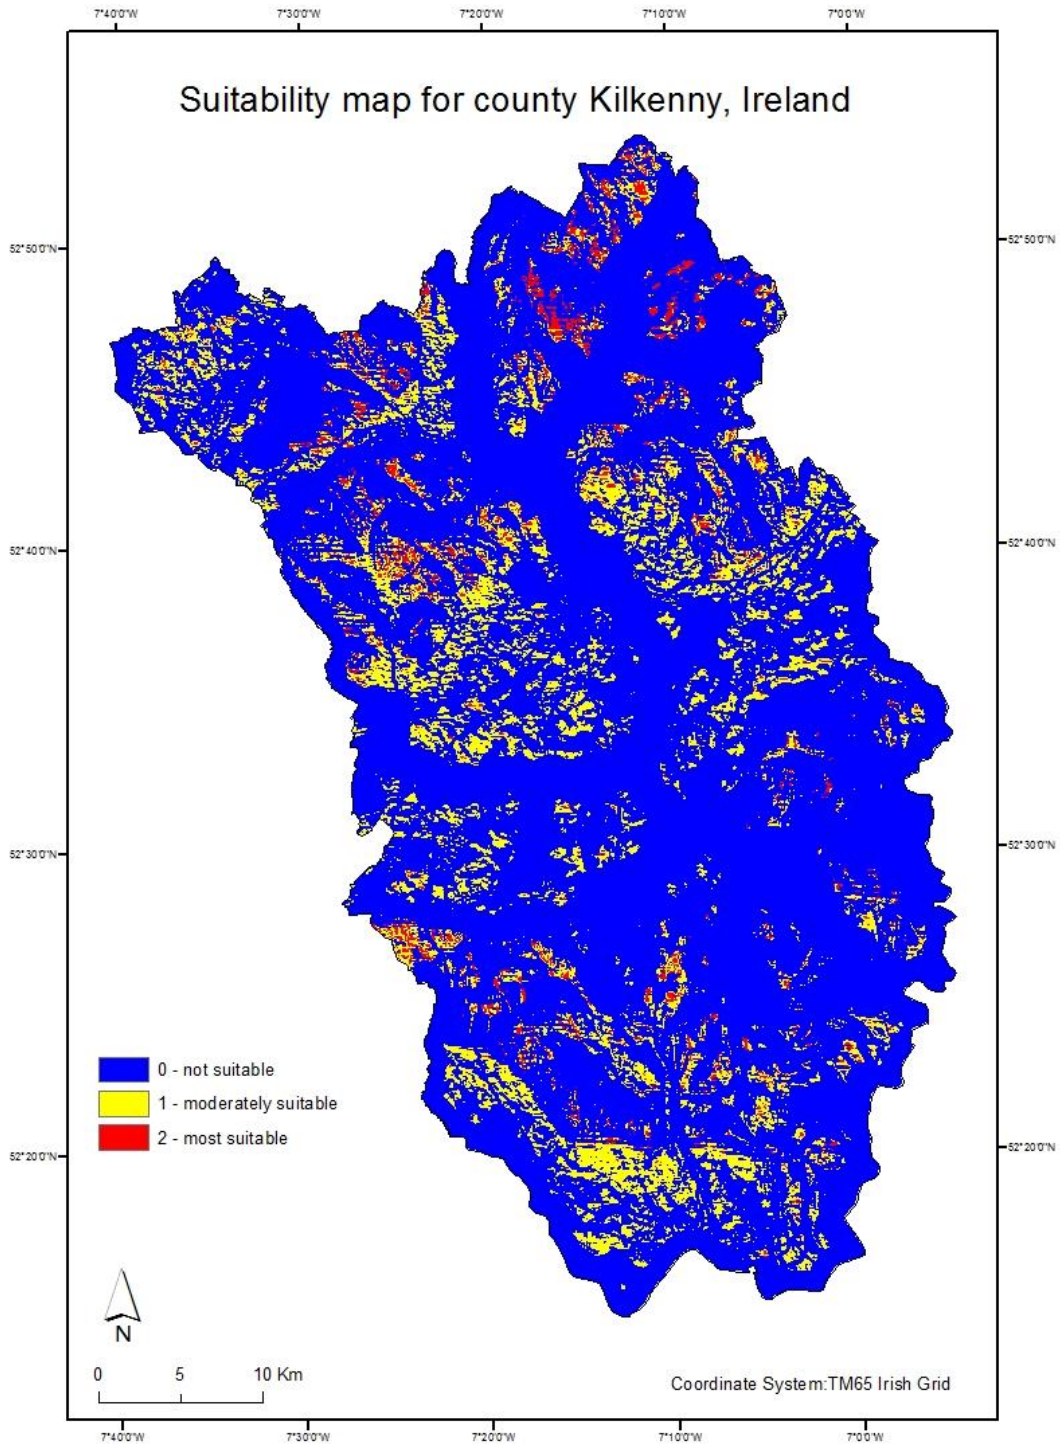 7°40'0"W 7°30'0"W 7°20'0"W 7°10'0"W 7°0'0"W
Suitability map for county Kilkenny, Ireland
52°50'0"N 52°50'0"N
52°40'0"N 52°40'0"N
52°30'0"N 52°30'0"N
0 - not suitable
1 - moderately suitable
2 - most suitable
52°20'0"N 52°20'0"N
N
0 5 10 Km
Coordinate System:TM65 Irish Grid
7°40'0"W 7°30'0"W 7°20'0"W 7°10'0"W 7°0'0"W